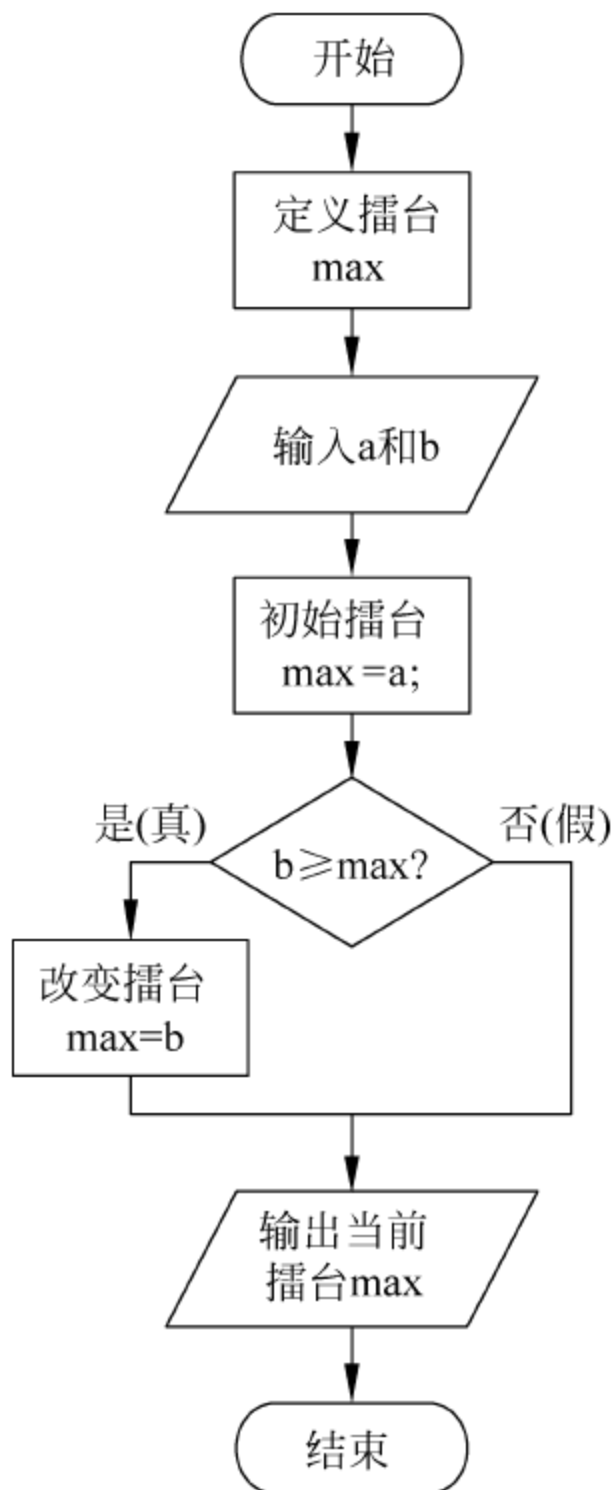 开始
定义擂台
max
输入a和b
初始擂台
max=a;
是(真)
否(假)
b≥max?
改变擂台
max=b
输出当前
擂台max
结束